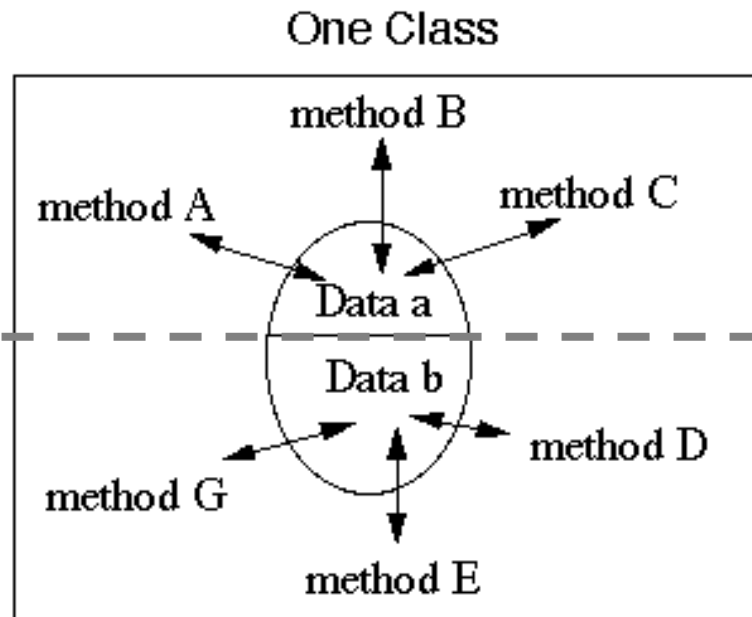 One Class
method B
method A
method C
Data a
Data b
method D
method G
method E